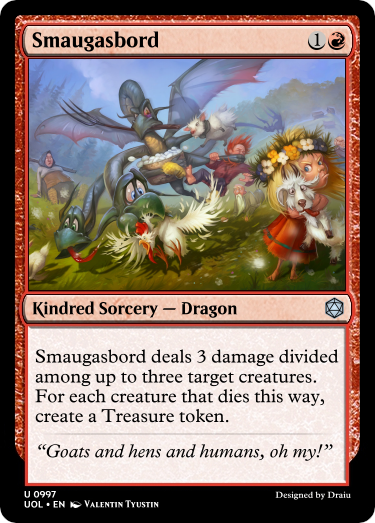 Smaugasbord 1
Kindred Sorcery — Dragon
Smaugasbord deals 3 damage divided
among up to three target creatures.
For each creature that dies this way,
create a Treasure token.
“Goats and hens and humans, oh my!”
U 0997
UOL • EN Valentin Tyustin
Designed by Draiu